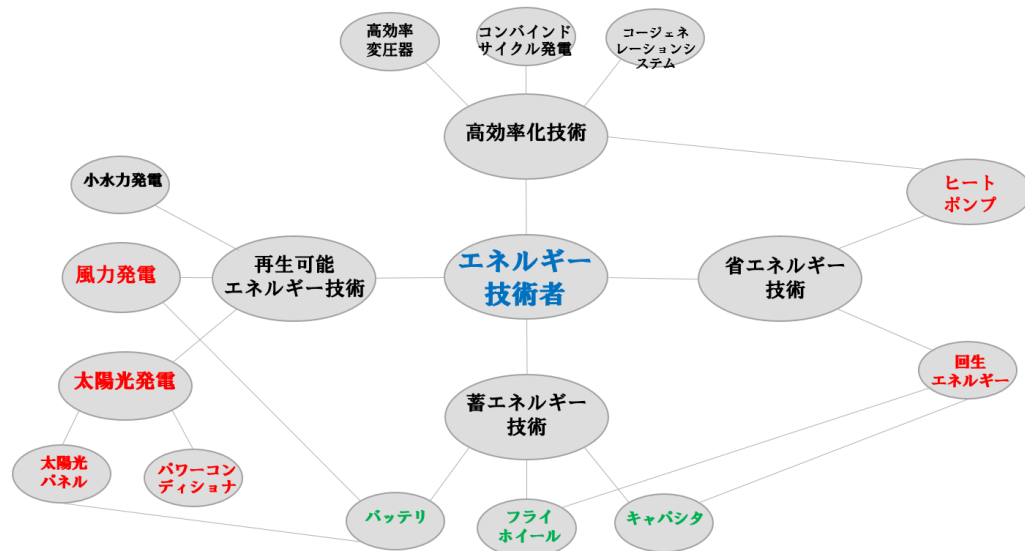 高効率
変圧器
コンバインド
サイクル発電
コージェネ
レーションシ
ステム
高効率化技術
小水力発電
ヒート
ポンプ
風力発電
再生可能
エネルギー技術
エネルギー
技術者
省エネルギー
技術
太陽光発電
回生
エネルギー
蓄エネルギー
技術
太陽光
パネル
パワーコン
ディショナ
バッテリ
フライ
ホイール
キャパシタ